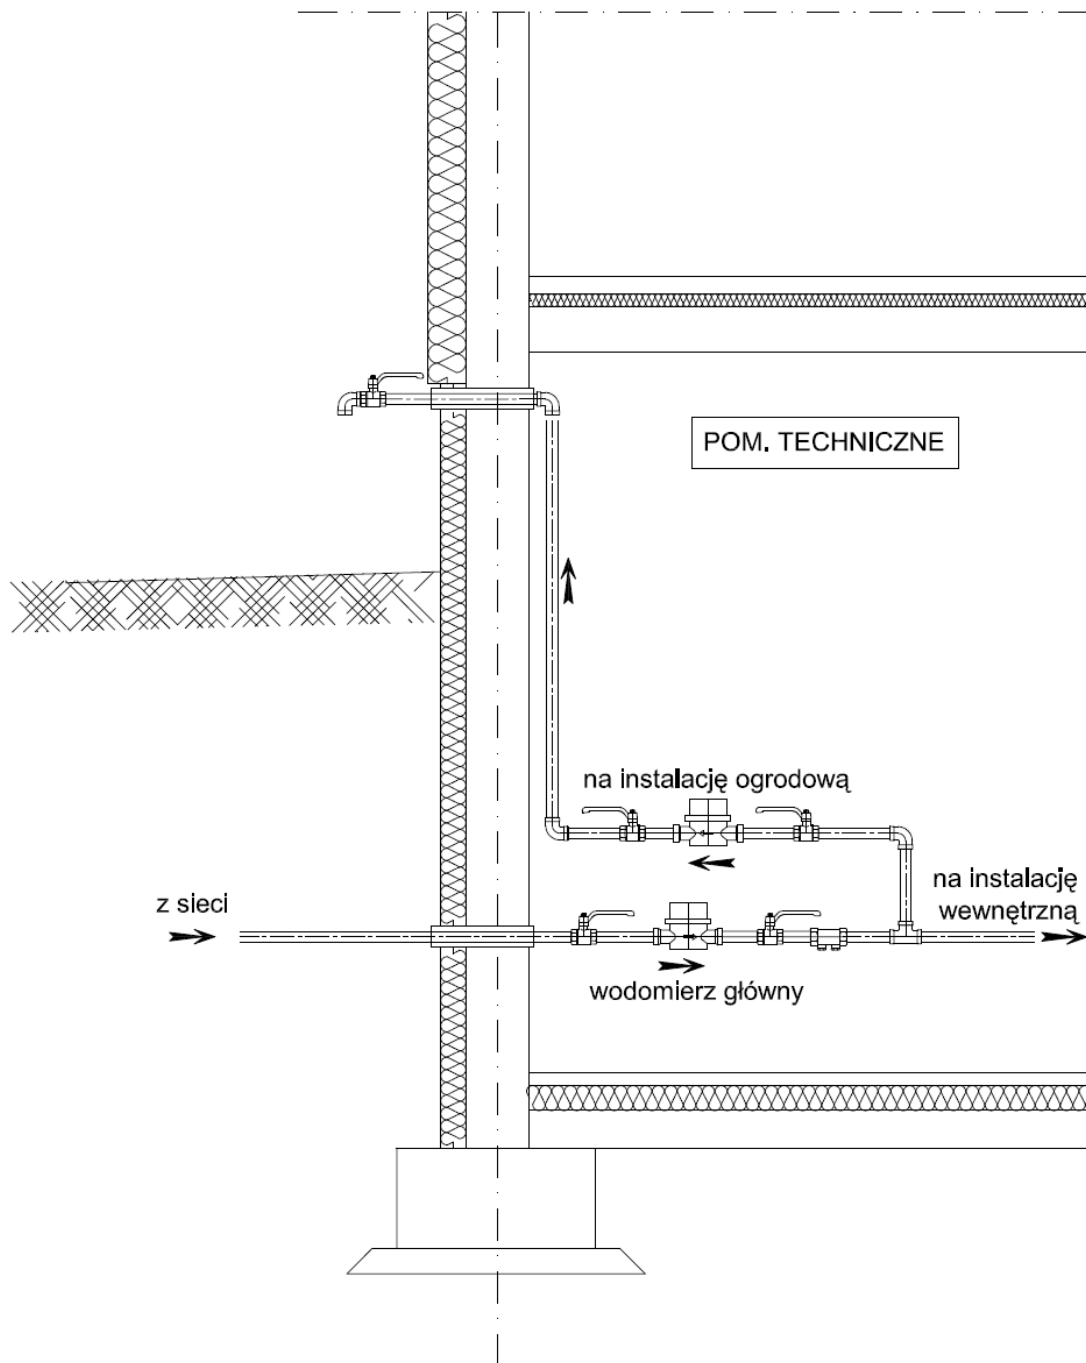 POM. TECHNICZNE
na instalację ogrodową
z sieci
na instalację
wewnętrzną
wodomierz główny